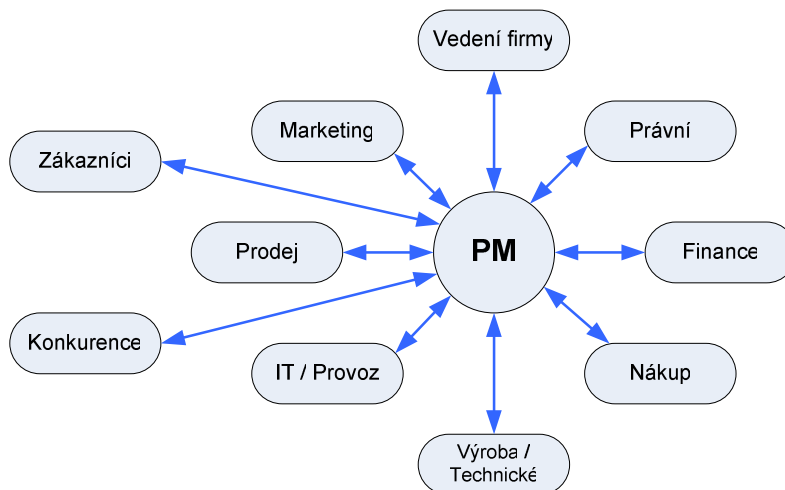 Vedení firmy
Marketing
Právní
Zákazníci
Prodej
PM
Finance
Konkurence
IT / Provoz
Nákup
Výroba /
Technické